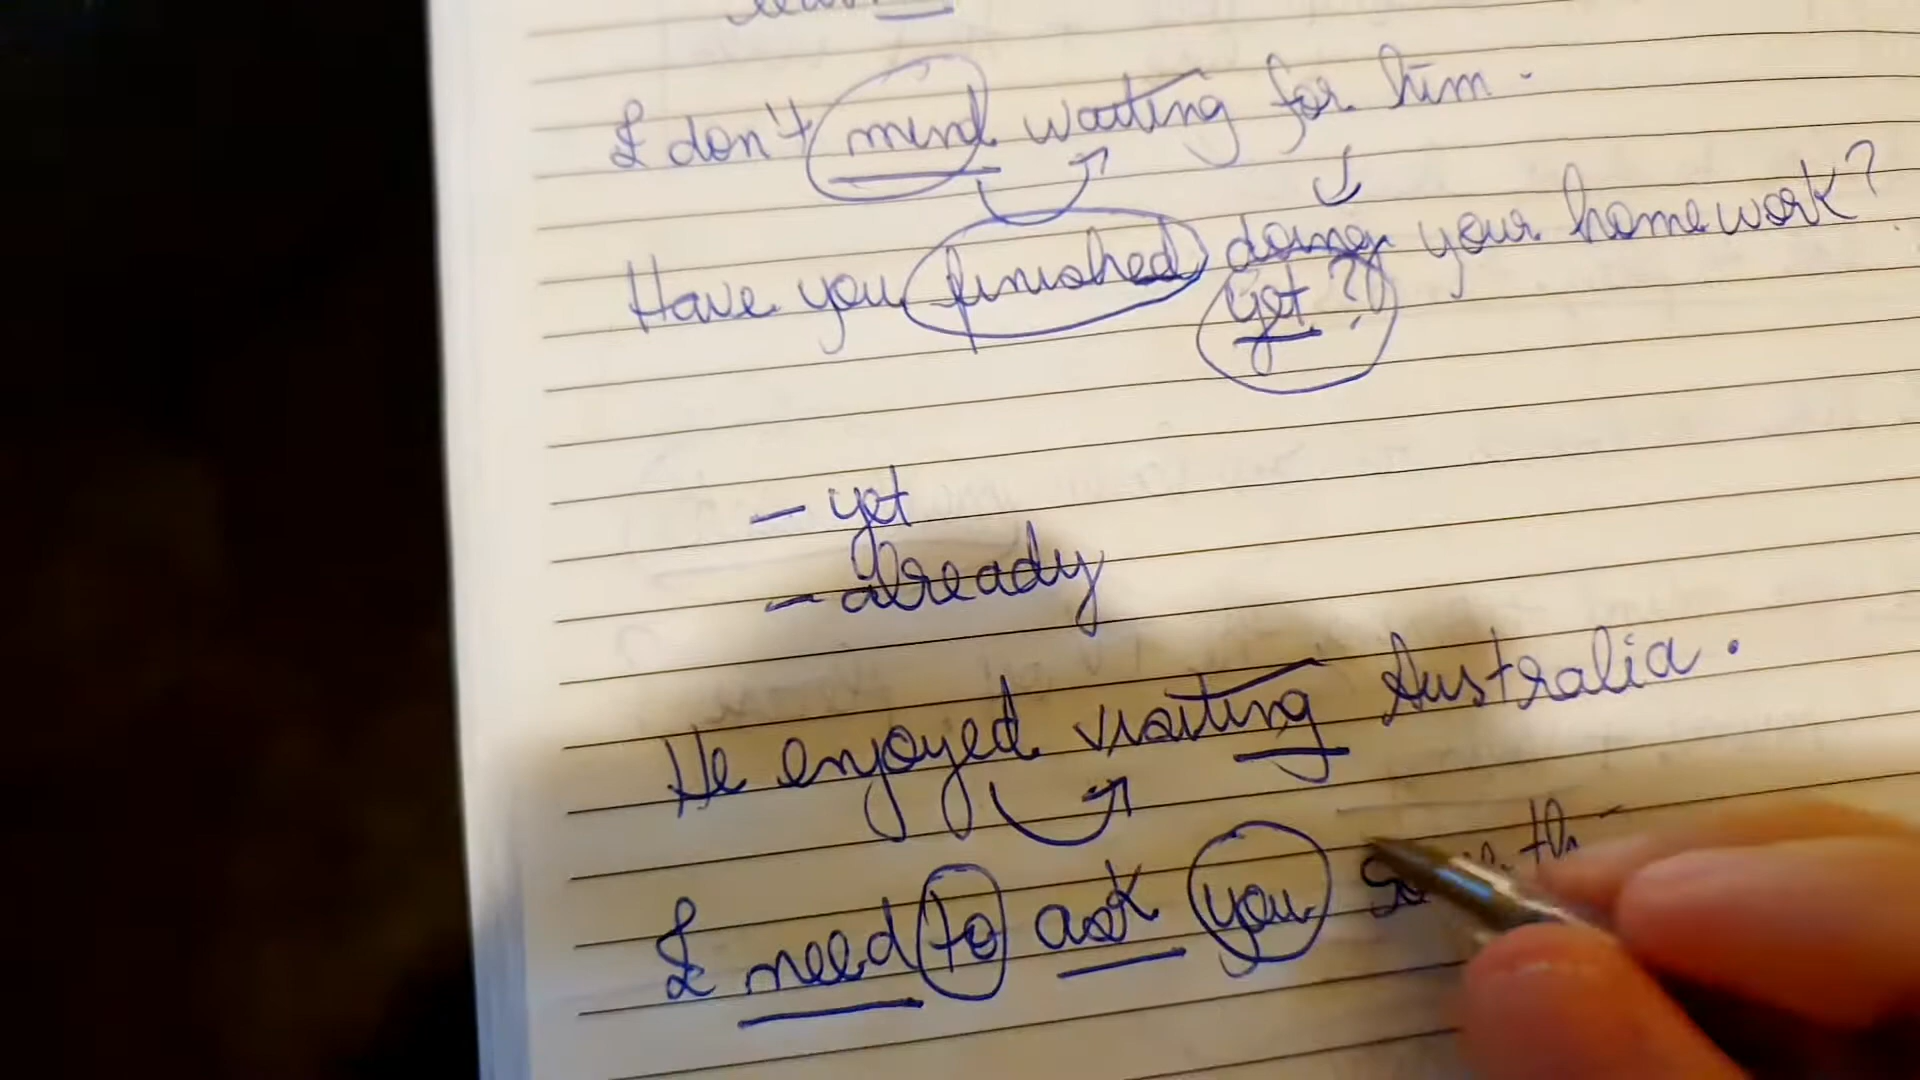 I don't mind waiting for him.
Have you finished doing your homework?
yet?
- yet
- already
He enjoyed visiting Australia.
I need to ask you